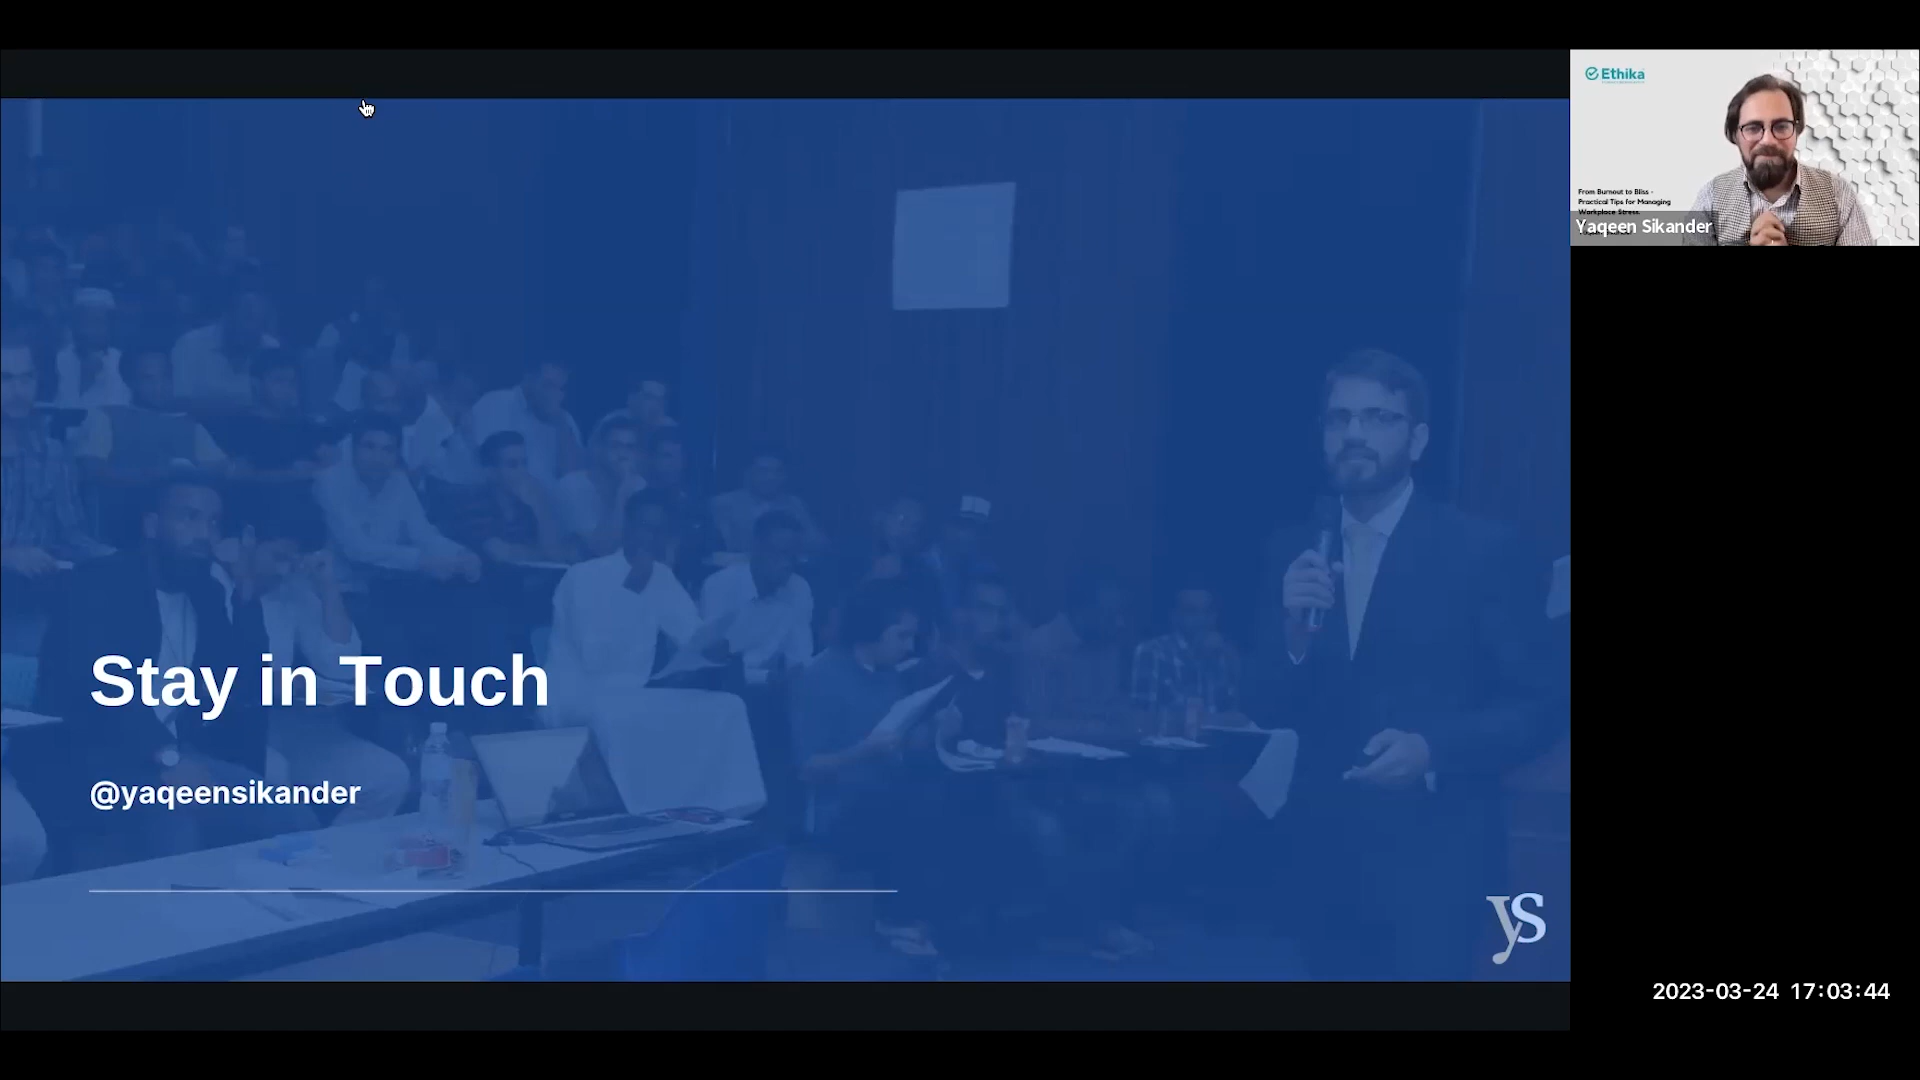 Ethika
From Burnout to Bliss -
Practical Tips for Managing
Workplace Stress.
Yaqeen Sikander
Stay in Touch
@yaqeensikander
ys
2023-03-24 17:03:44